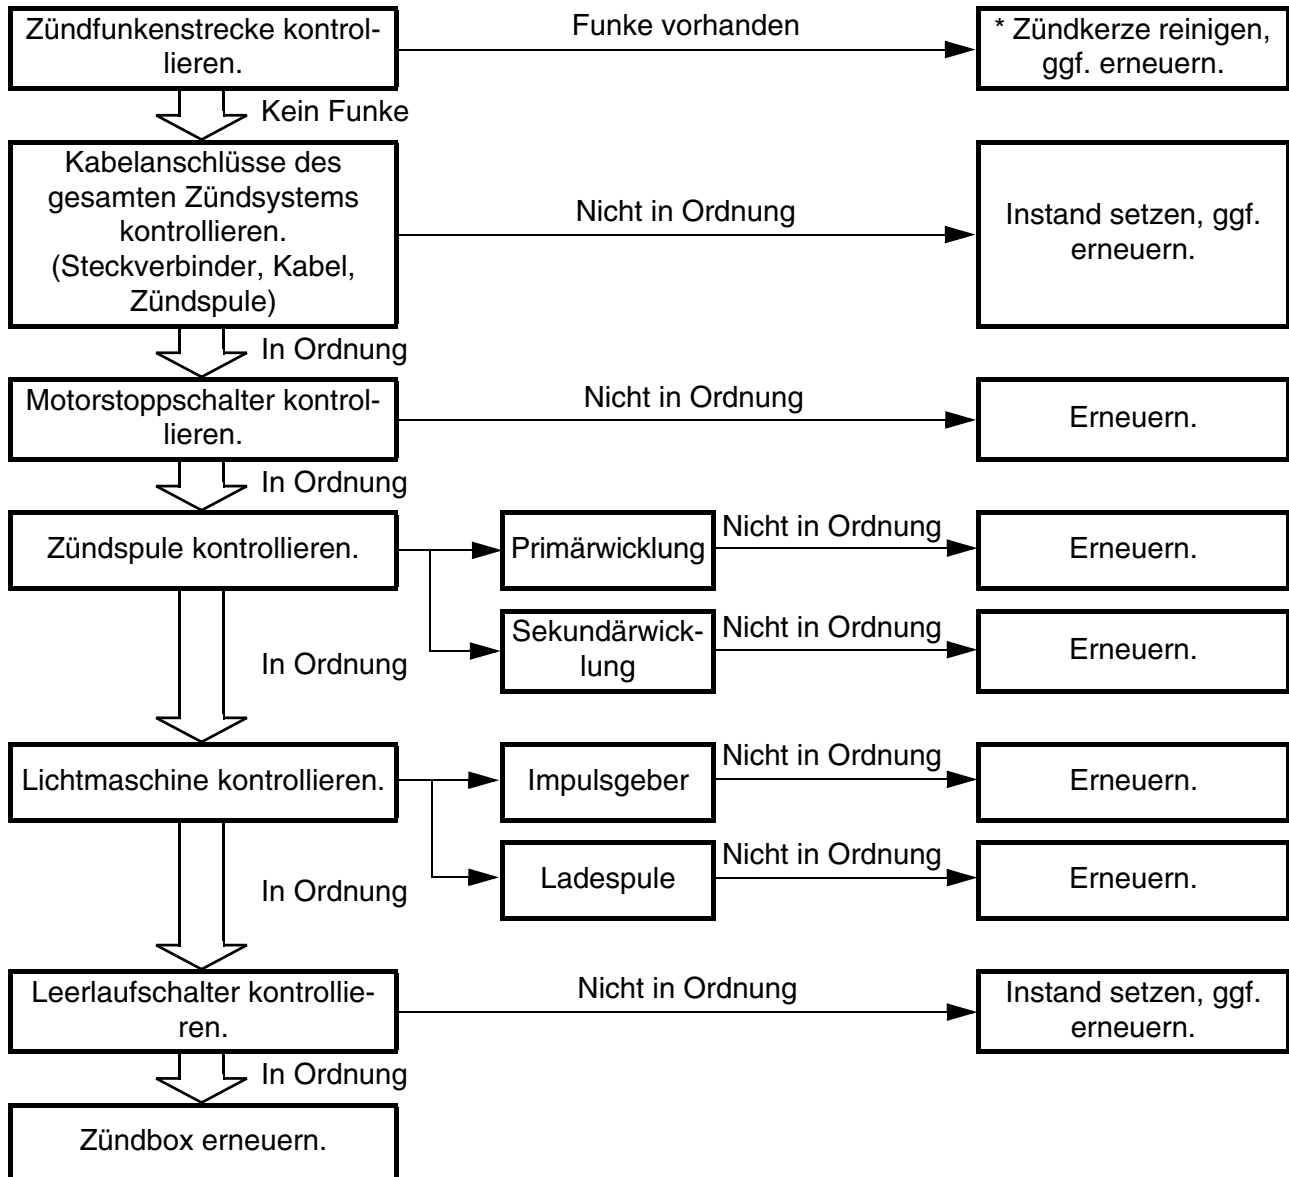 Zündfunkenstrecke kontrol-
lieren.
Funke vorhanden
* Zündkerze reinigen,
ggf. erneuern.
Kein Funke
Kabelanschlüsse des
gesamten Zündsystems
kontrollieren.
(Steckverbinder, Kabel,
Zündspule)
Nicht in Ordnung
Instand setzen, ggf.
erneuern.
In Ordnung
Motorstoppschalter kontrol-
lieren.
Nicht in Ordnung
Erneuern.
In Ordnung
Zündspule kontrollieren.
Primärwicklung
Nicht in Ordnung
Erneuern.
Sekundärwick-
lung
Nicht in Ordnung
Erneuern.
In Ordnung
Lichtmaschine kontrollieren.
Impulsgeber
Nicht in Ordnung
Erneuern.
Ladespule
Nicht in Ordnung
Erneuern.
In Ordnung
Leerlaufschalter kontrollie-
ren.
Nicht in Ordnung
Instand setzen, ggf.
erneuern.
In Ordnung
Zündbox erneuern.